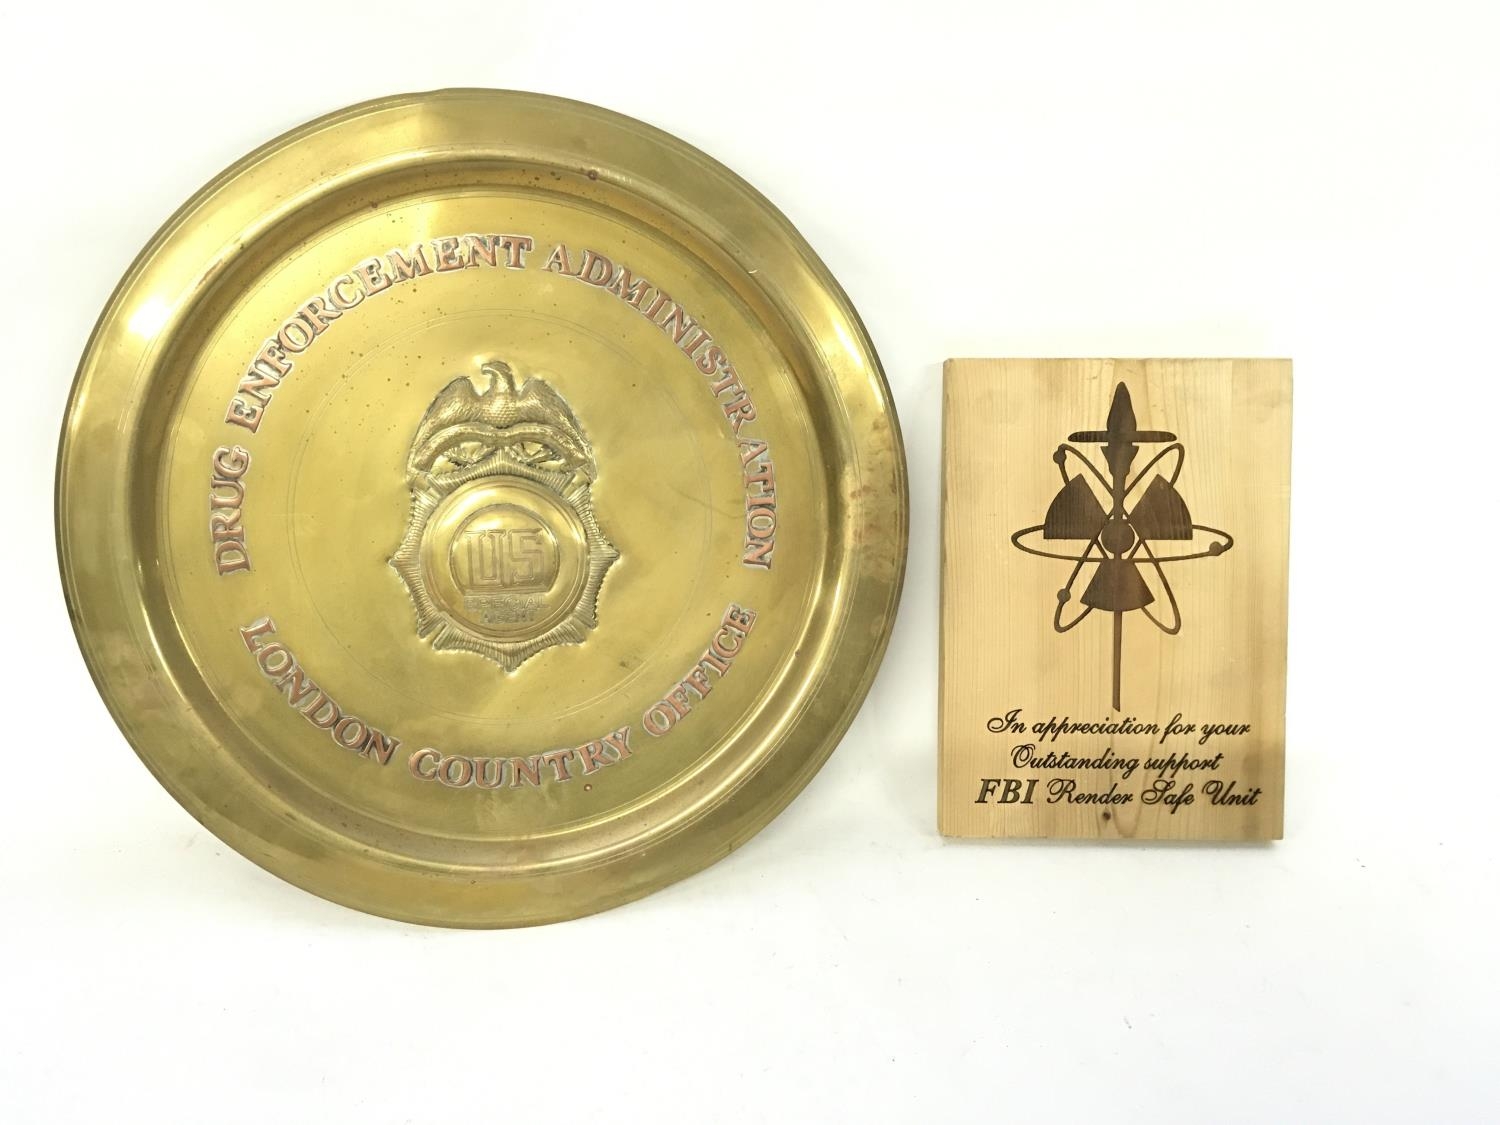 DRUG ENFORCEMENT ADMINISTRATION
US
SPECIAL
AGENT
LONDON COUNTRY OFFICE
In appreciation for your
Outstanding support
FBI Render Safe Unit